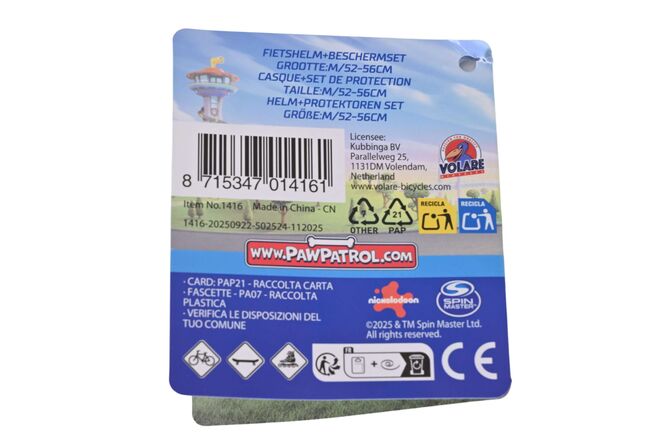 FIETSHELM+BESCHERMSET
GROOTTE:M/52-56CM
CASQUE+SET DE PROTECTION
TAILLE:M/52-56CM
HELM+PROTEKTOREN SET
GRÖßE:M/52-56CM
8 715347 014161
Licensee:
Kubbinga BV
Parallelweg 25,
1131DM Volendam,
Netherland
www.volare-bicycles.com
VOLARE
BICYCLES
Item No.1416 Made in China - CN
1416-20250922-502524-112025
OTHER
21
PAP
RECICLA
RECICLA
www.PAWPATROL.COM
· CARD: PAP21 - RACCOLTA CARTA
· FASCETTE - PA07 - RACCOLTA
PLASTICA
· VERIFICA LE DISPOSIZIONI DEL
TUO COMUNE
nickelodeon
SPIN
MASTER™
©2025 & TM Spin Master Ltd.
All rights reserved.
FR
+
CE